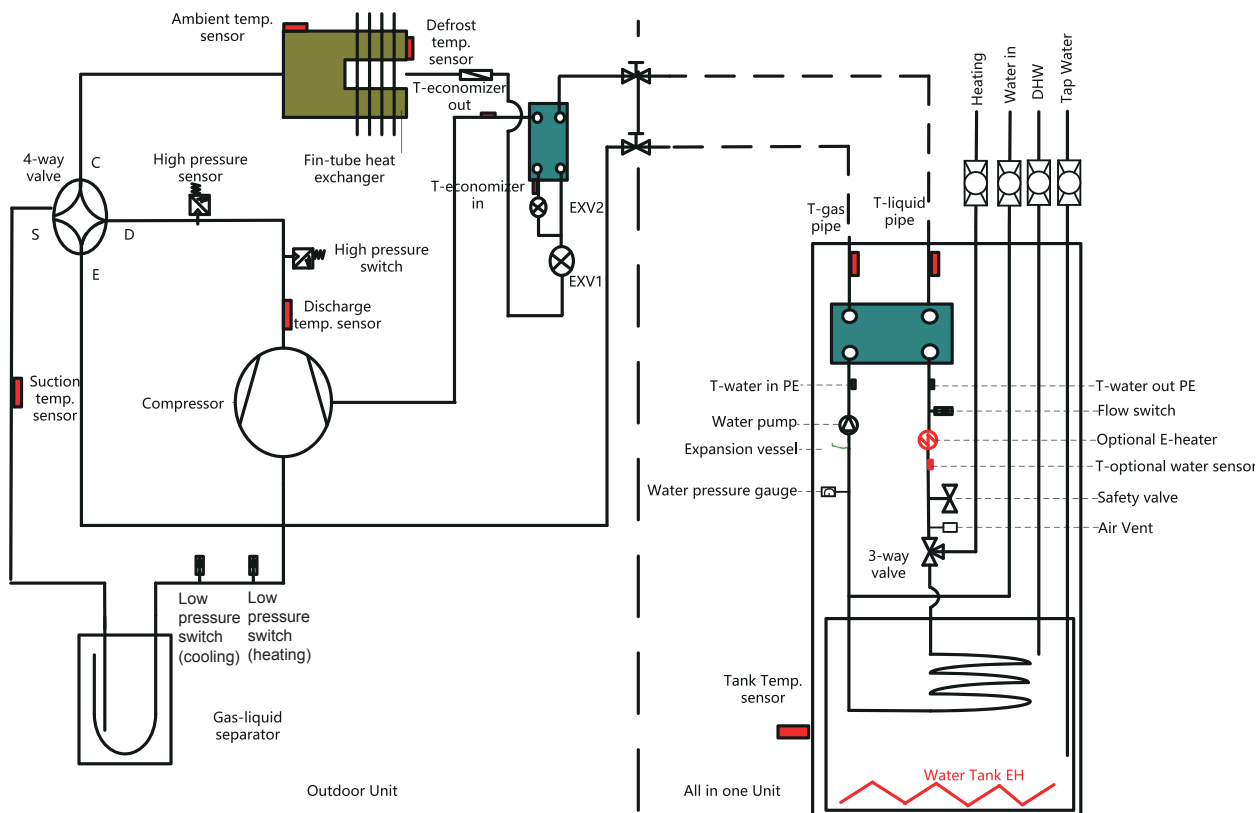 Ambient temp.
sensor
Defrost
temp.
sensor
T-economizer
out
4-way
valve
C
S
D
E
High pressure
sensor
Fin-tube heat
exchanger
T-economizer
in
EXV2
EXV1
High pressure
switch
Discharge
temp. sensor
Suction
temp.
sensor
Compressor
Low
pressure
switch
(cooling)
Low
pressure
switch
(heating)
Gas-liquid
separator
Outdoor Unit
All in one Unit
Heating
Water in
DHW
Tap Water
T-gas
pipe
T-liquid
pipe
T-water in PE
Water pump
Expansion vessel
Water pressure gauge
T-water out PE
Flow switch
Optional E-heater
T-optional water sensor
Safety valve
Air Vent
3-way
valve
Tank Temp.
sensor
Water Tank EH